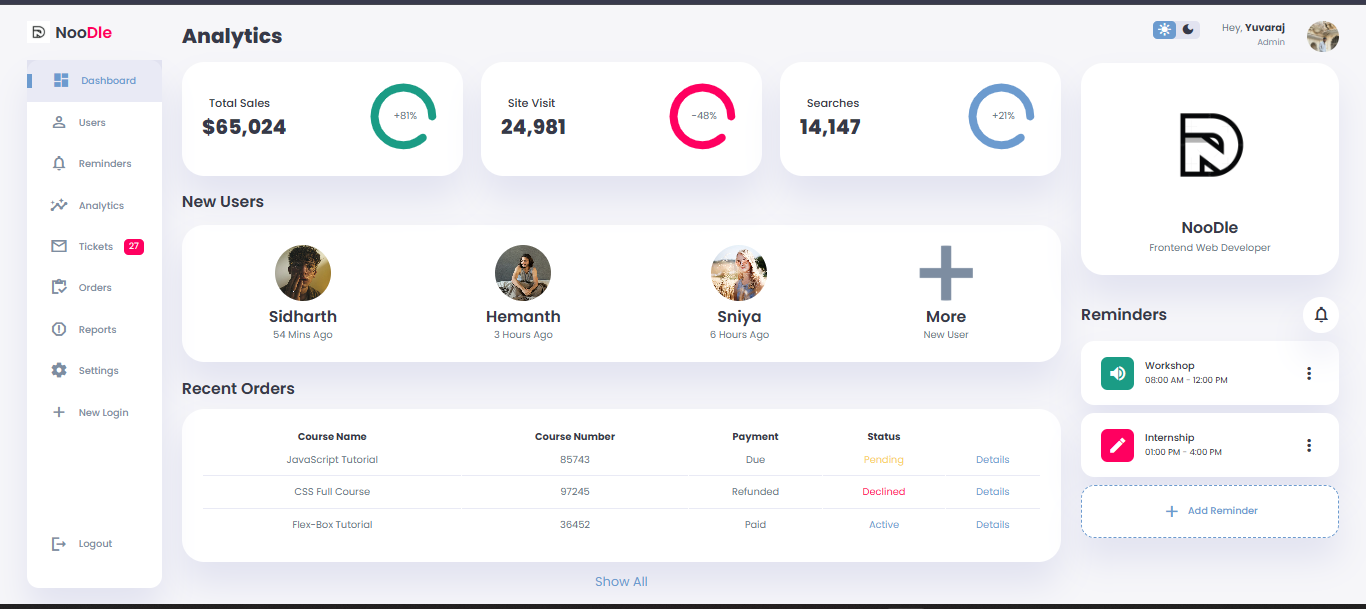 NooDle
Dashboard
Users
Reminders
Analytics
Tickets 27
Orders
Reports
Settings
New Login
Logout
Analytics
Total Sales
$65,024
+81%
Site Visit
24,981
-48%
Searches
14,147
+21%
New Users
Sidharth
54 Mins Ago
Hemanth
3 Hours Ago
Sniya
6 Hours Ago
More
New User
Recent Orders
Course Name Course Number Payment Status
JavaScript Tutorial 85743 Due Pending Details
CSS Full Course 97245 Refunded Declined Details
Flex-Box Tutorial 36452 Paid Active Details
Show All
Hey, Yuvaraj
Admin
NooDle
Frontend Web Developer
Reminders
Workshop
08:00 AM - 12:00 PM
Internship
01:00 PM - 4:00 PM
Add Reminder